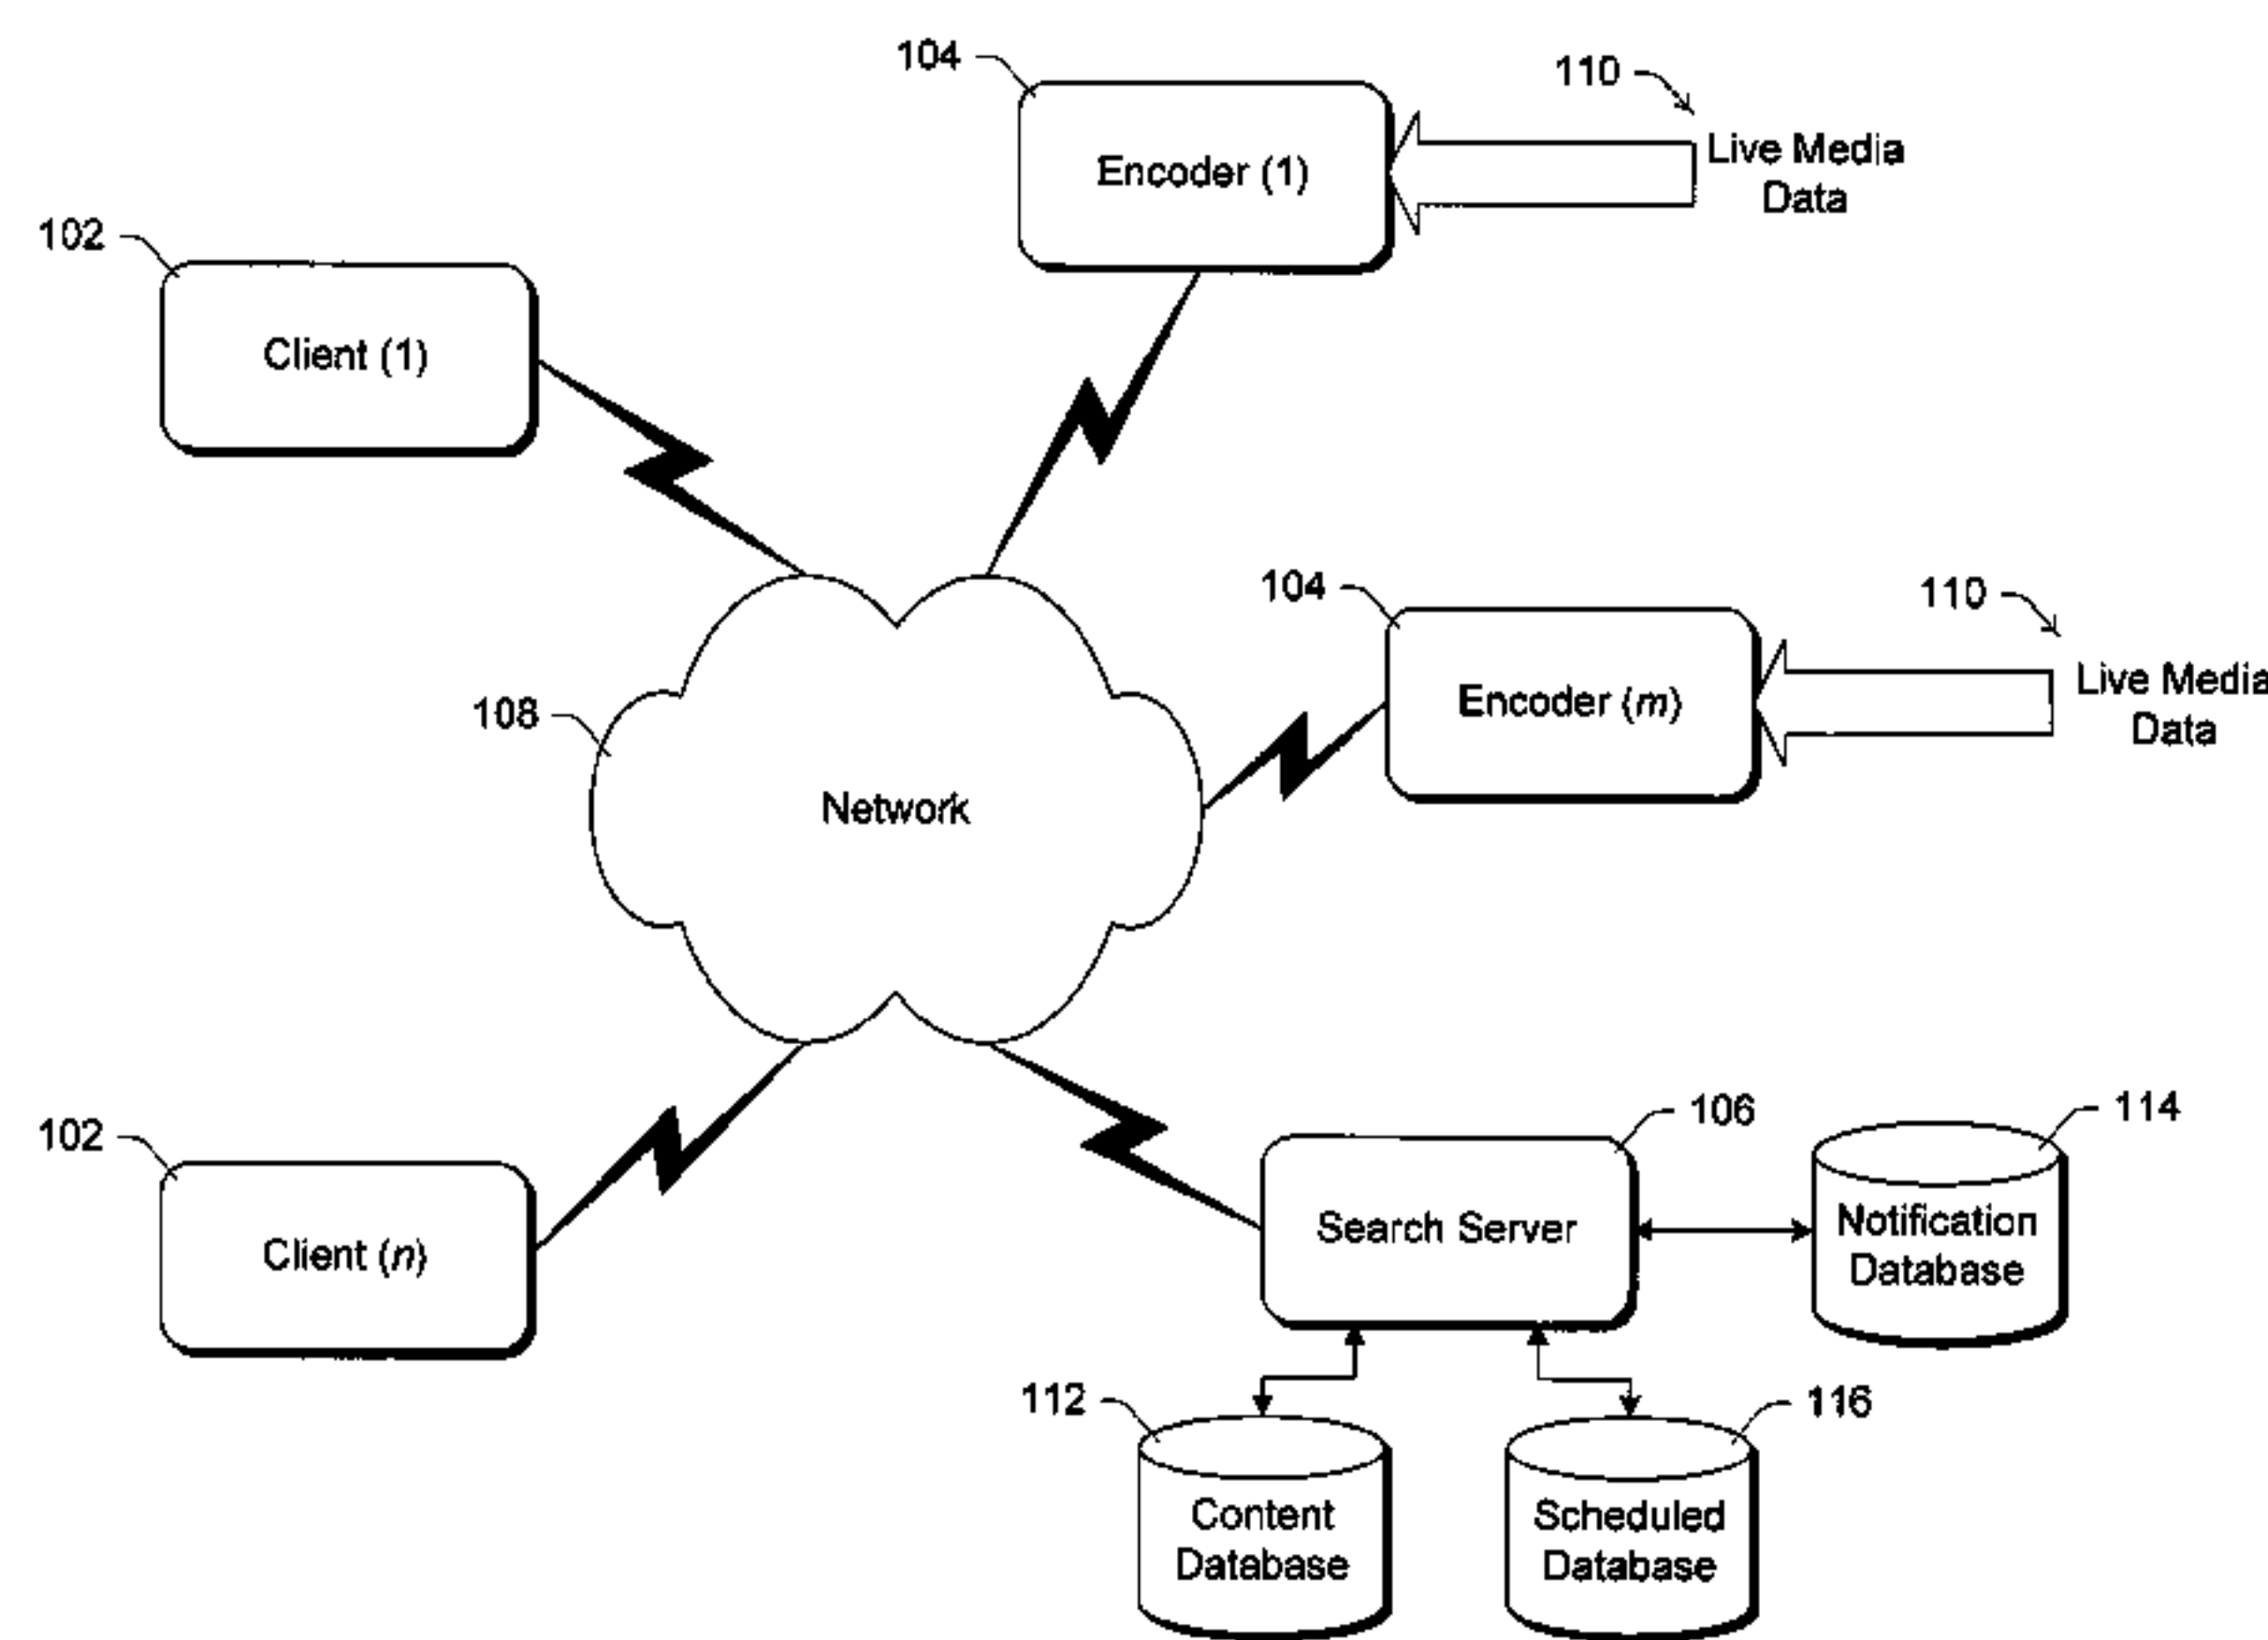 104
110
Encoder (1)
Live Media
Data
102
Client (1)
104
110
Encoder (m)
Live Media
Data
108
Network
102
Client (n)
106
114
Search Server
Notification
Database
112
116
Content
Database
Scheduled
Database